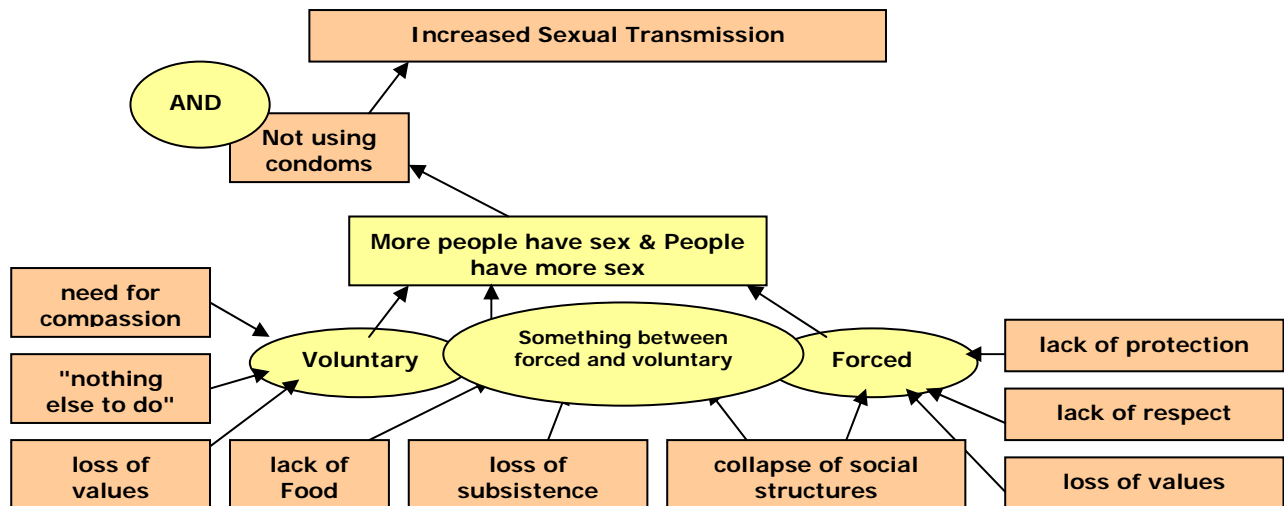 Increased Sexual Transmission
AND
Not using
condoms
More people have sex & People
have more sex
need for
compassion
Something between
forced and voluntary
Voluntary
Forced
lack of protection
"nothing
else to do"
lack of respect
loss of
values
lack of
Food
loss of
subsistence
collapse of social
structures
loss of values